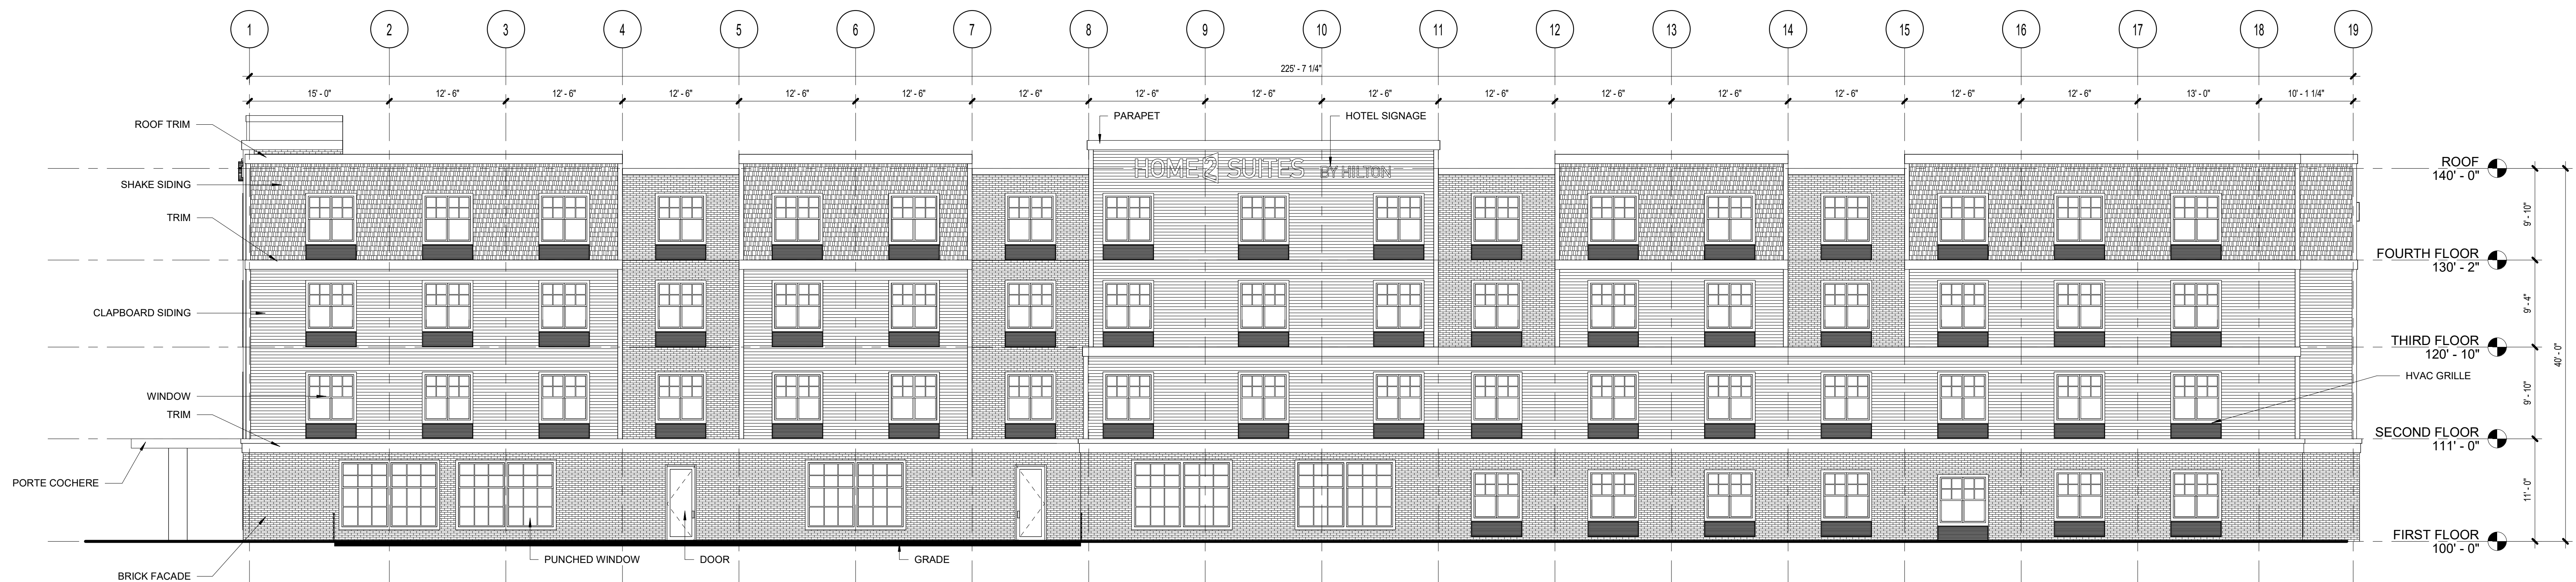 1 2 3 4 5 6 7 8 9 10 11 12 13 14 15 16 17 18 19
225' - 7 1/4"
15' - 0" 12' - 6" 12' - 6" 12' - 6" 12' - 6" 12' - 6" 12' - 6" 12' - 6" 12' - 6" 12' - 6" 12' - 6" 12' - 6" 12' - 6" 12' - 6" 12' - 6" 12' - 6" 13' - 0" 10' - 1 1/4"
PARAPET
HOTEL SIGNAGE
ROOF TRIM
HOME2 SUITES BY HILTON
ROOF
140' - 0"
SHAKE SIDING
TRIM
9' - 10"
FOURTH FLOOR
130' - 2"
CLAPBOARD SIDING
9' - 4"
THIRD FLOOR
120' - 10"
40' - 0"
HVAC GRILLE
WINDOW
TRIM
9' - 10"
SECOND FLOOR
111' - 0"
PORTE COCHERE
11' - 0"
FIRST FLOOR
100' - 0"
PUNCHED WINDOW
DOOR
GRADE
BRICK FACADE